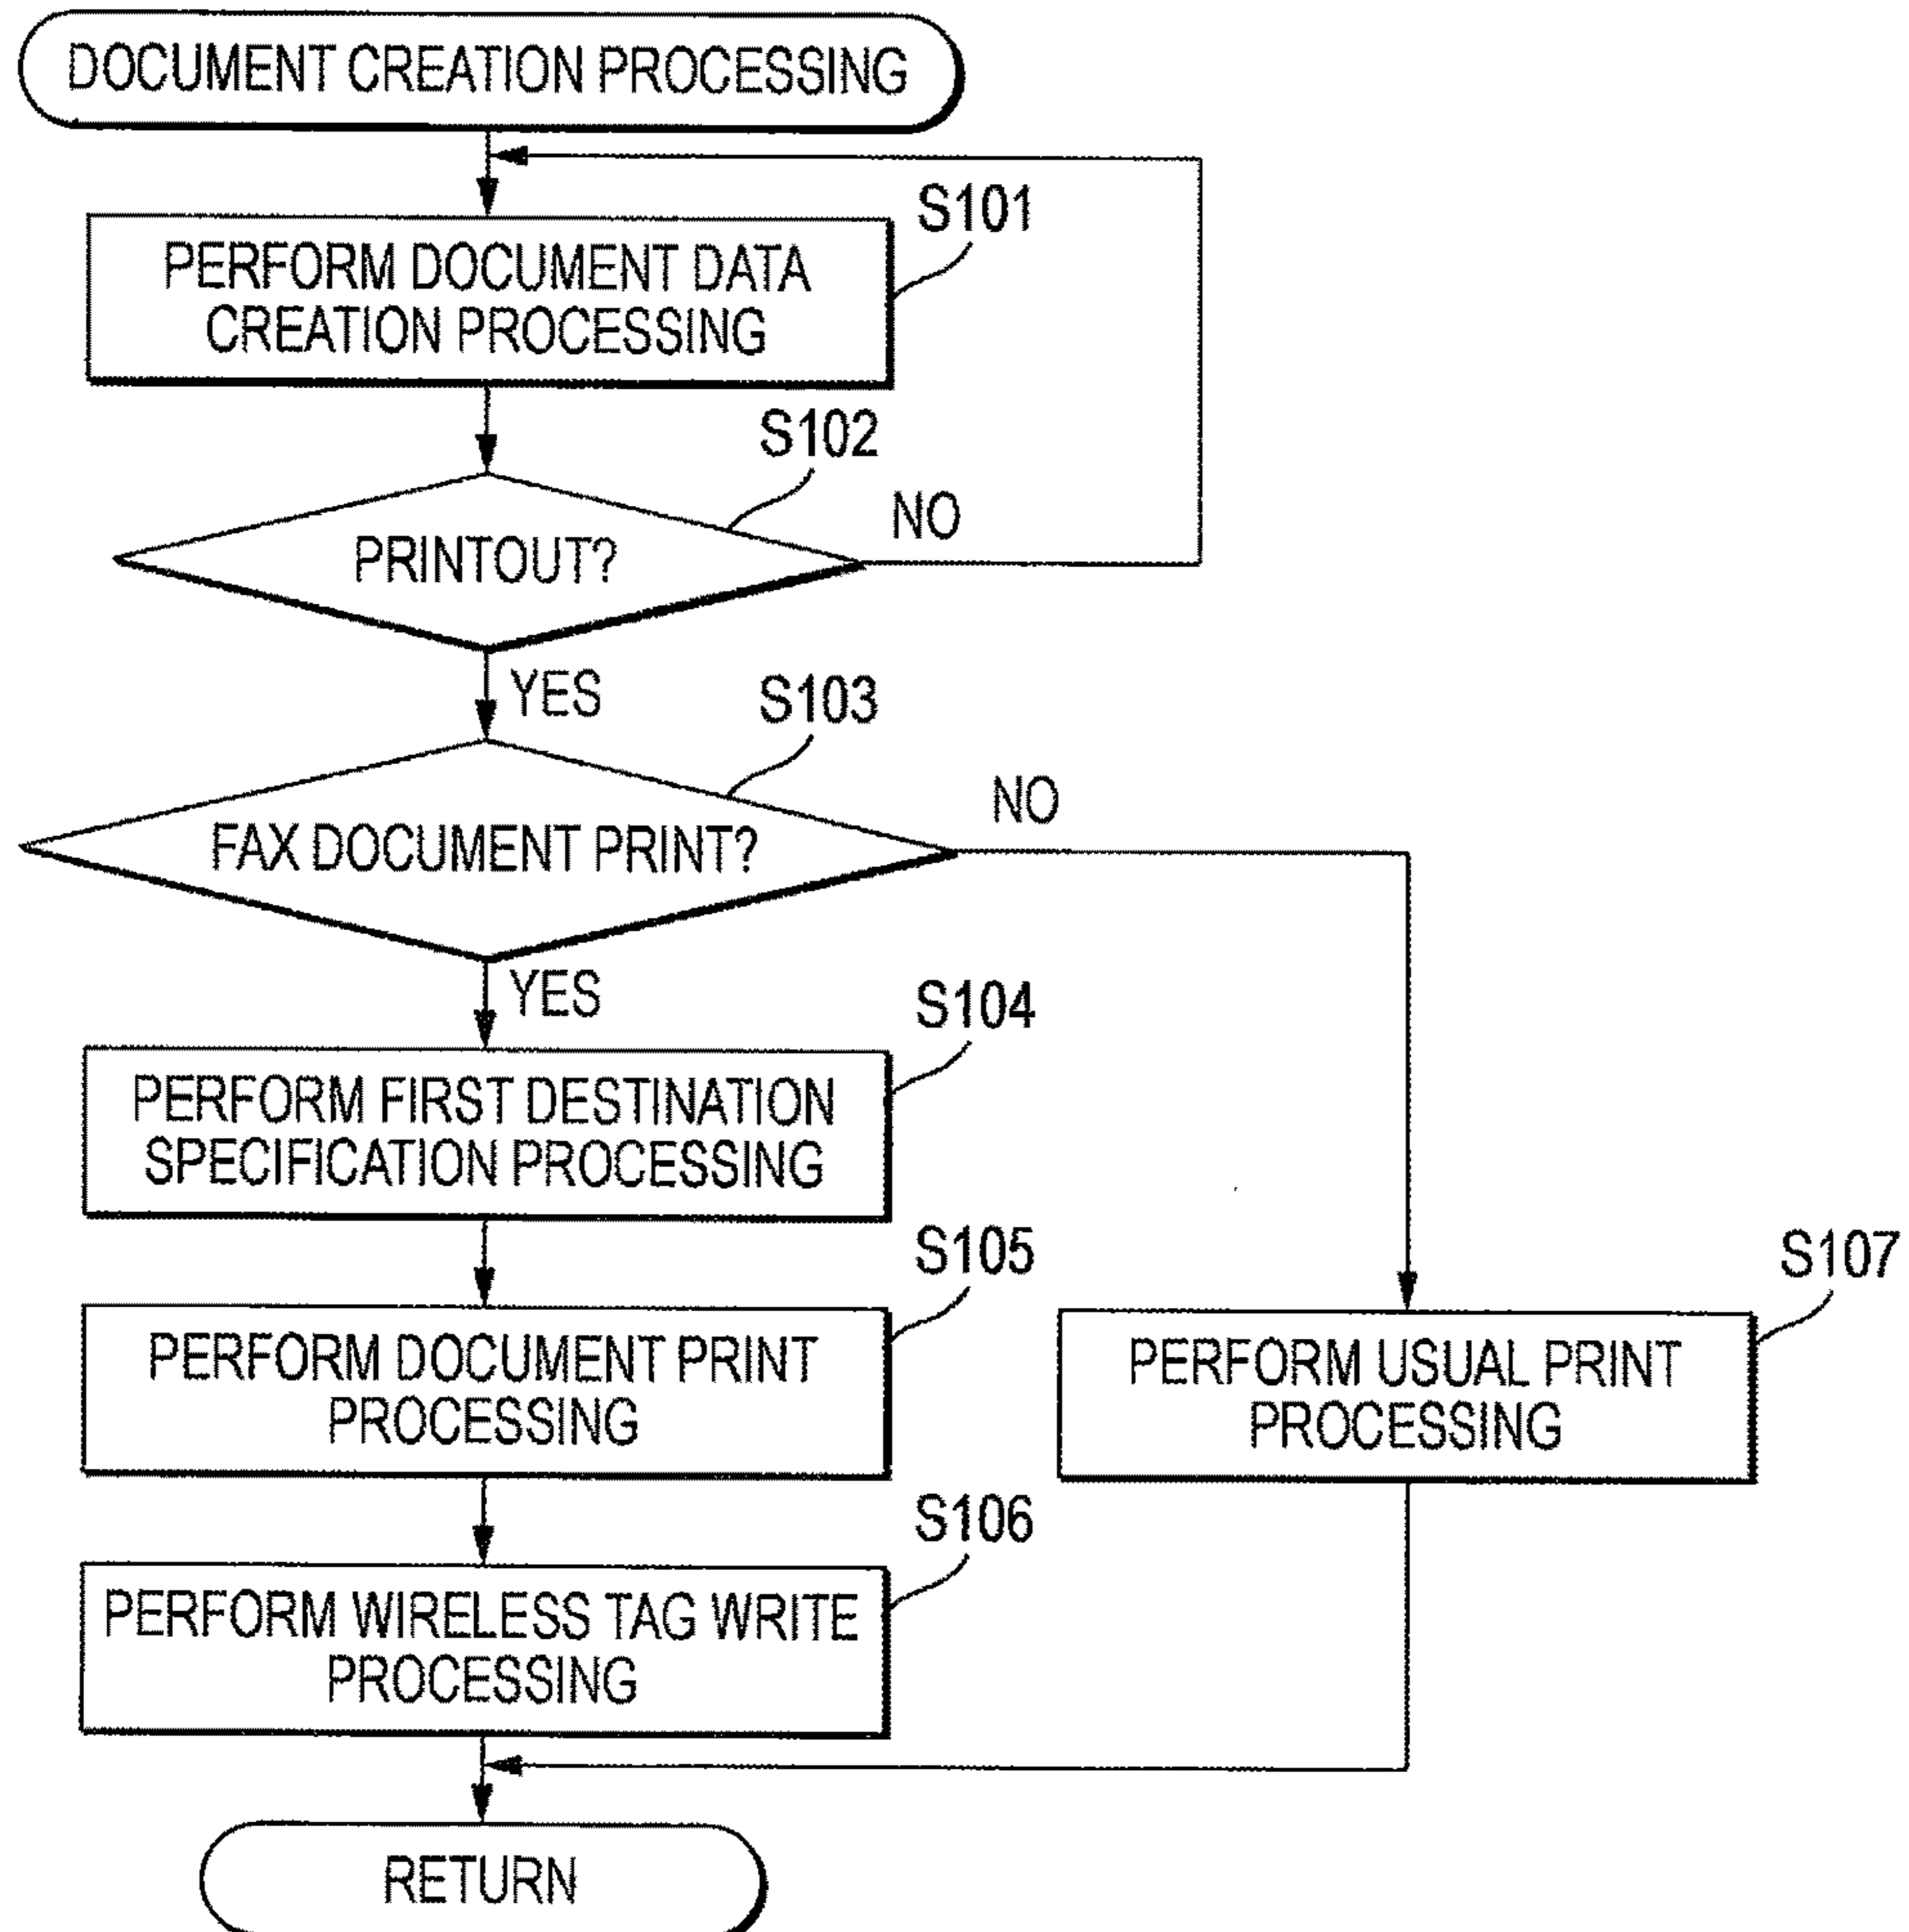 DOCUMENT CREATION PROCESSING
S101
PERFORM DOCUMENT DATA
CREATION PROCESSING
S102
NO
PRINTOUT?
YES
S103
NO
FAX DOCUMENT PRINT?
YES
S104
PERFORM FIRST DESTINATION
SPECIFICATION PROCESSING
S105
PERFORM DOCUMENT PRINT
PROCESSING
S107
PERFORM USUAL PRINT
PROCESSING
S106
PERFORM WIRELESS TAG WRITE
PROCESSING
RETURN